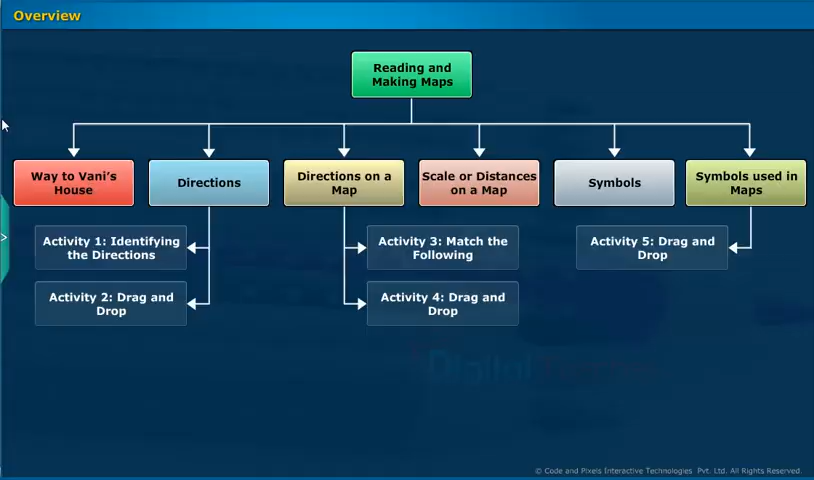 Overview
Reading and
Making Maps
Way to Vani's
House
Directions
Directions on a
Map
Scale or Distances
on a Map
Symbols
Symbols used in
Maps
Activity 1: Identifying
the Directions
Activity 3: Match the
Following
Activity 5: Drag and
Drop
Activity 2: Drag and
Drop
Activity 4: Drag and
Drop
© Code and Pixels Interactive Technologies Pvt. Ltd. All Rights Reserved.